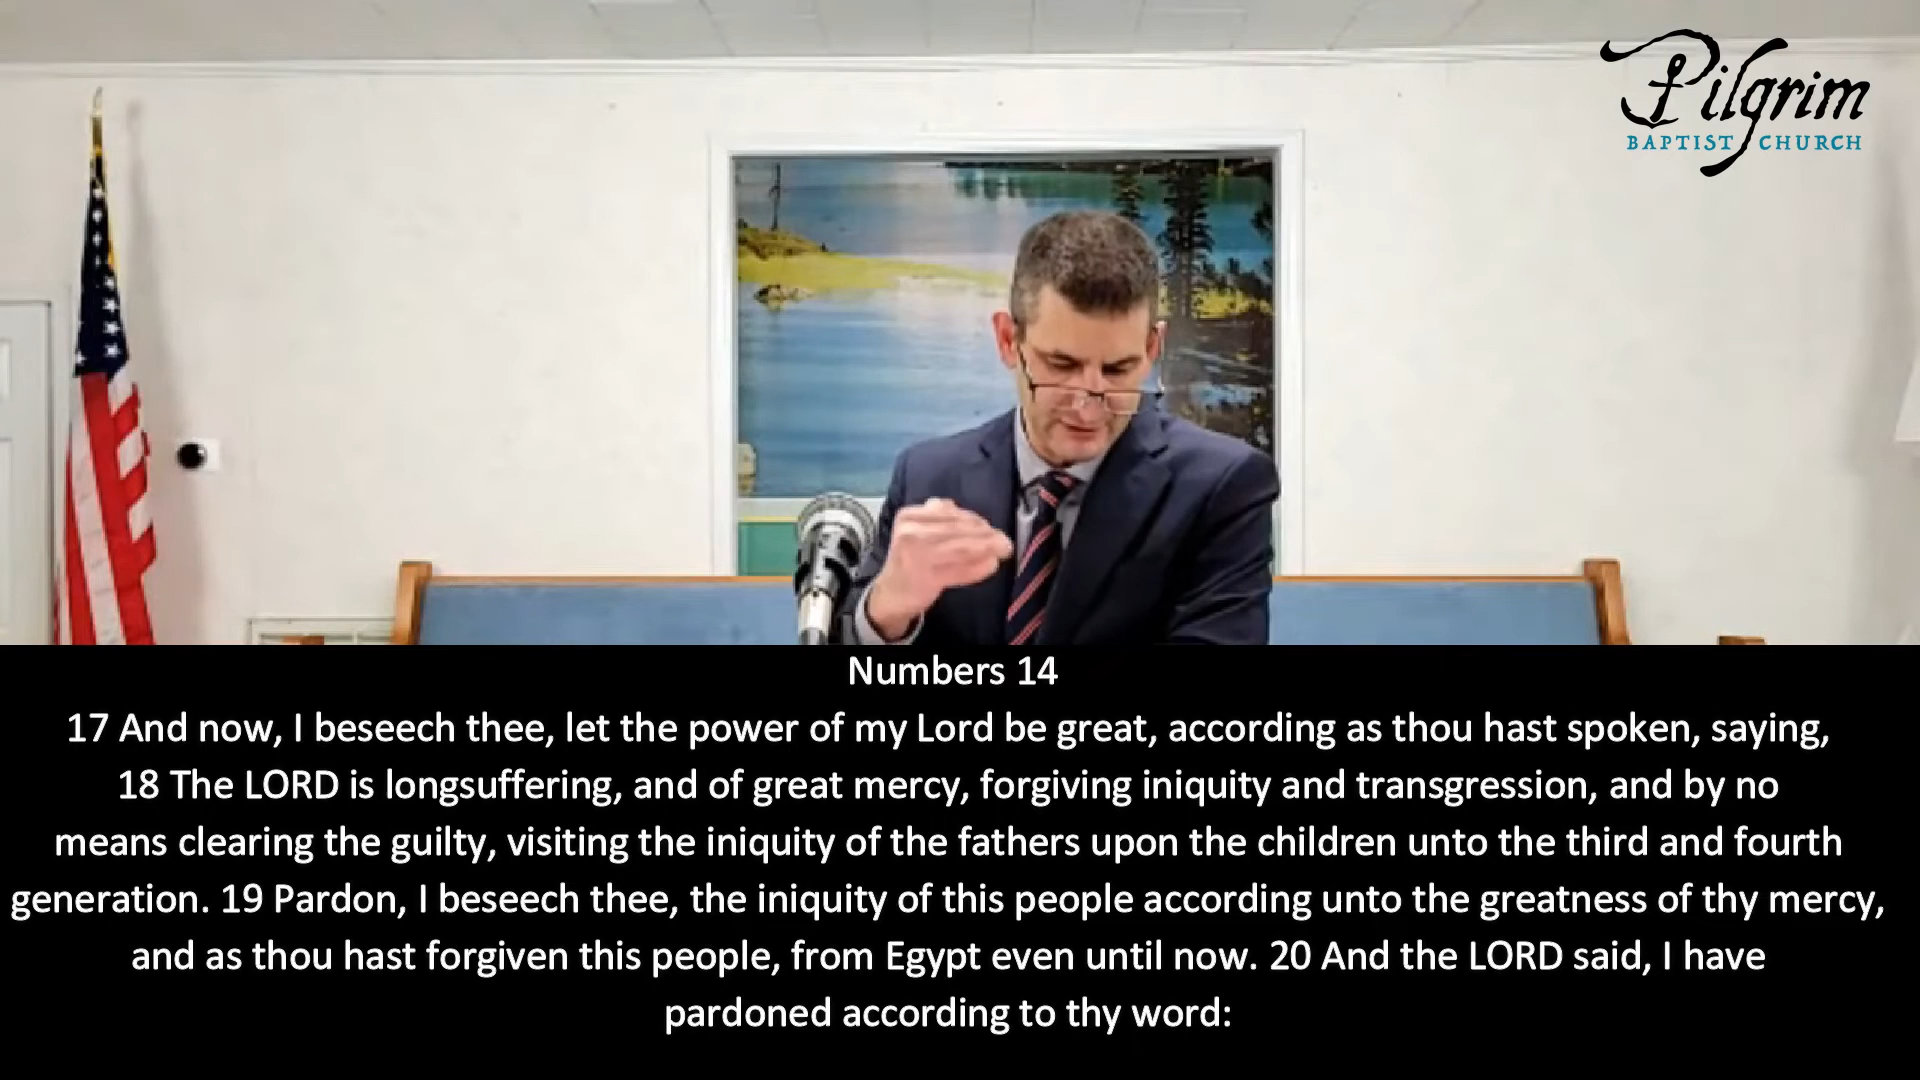 Pilgrim
BAPTIST CHURCH
Numbers 14
17 And now, I beseech thee, let the power of my Lord be great, according as thou hast spoken, saying,
18 The LORD is longsuffering, and of great mercy, forgiving iniquity and transgression, and by no
means clearing the guilty, visiting the iniquity of the fathers upon the children unto the third and fourth
generation. 19 Pardon, I beseech thee, the iniquity of this people according unto the greatness of thy mercy,
and as thou hast forgiven this people, from Egypt even until now. 20 And the LORD said, I have
pardoned according to thy word: